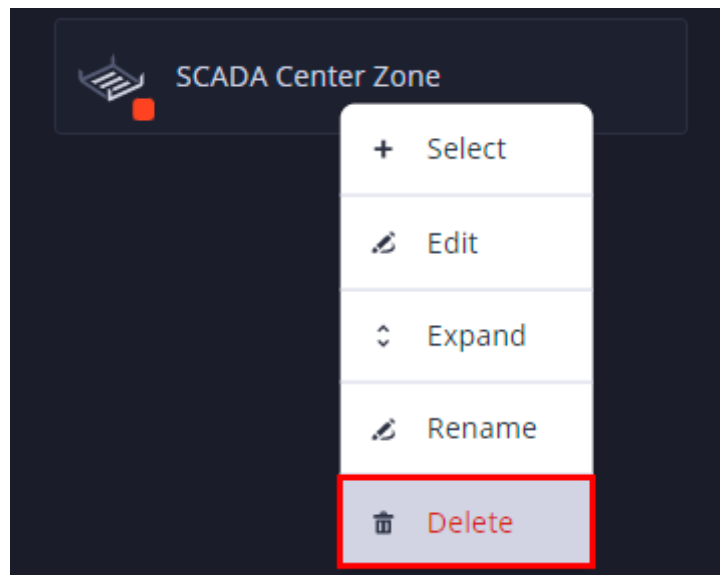 SCADA Center Zone
Select
Edit
Expand
Rename
Delete